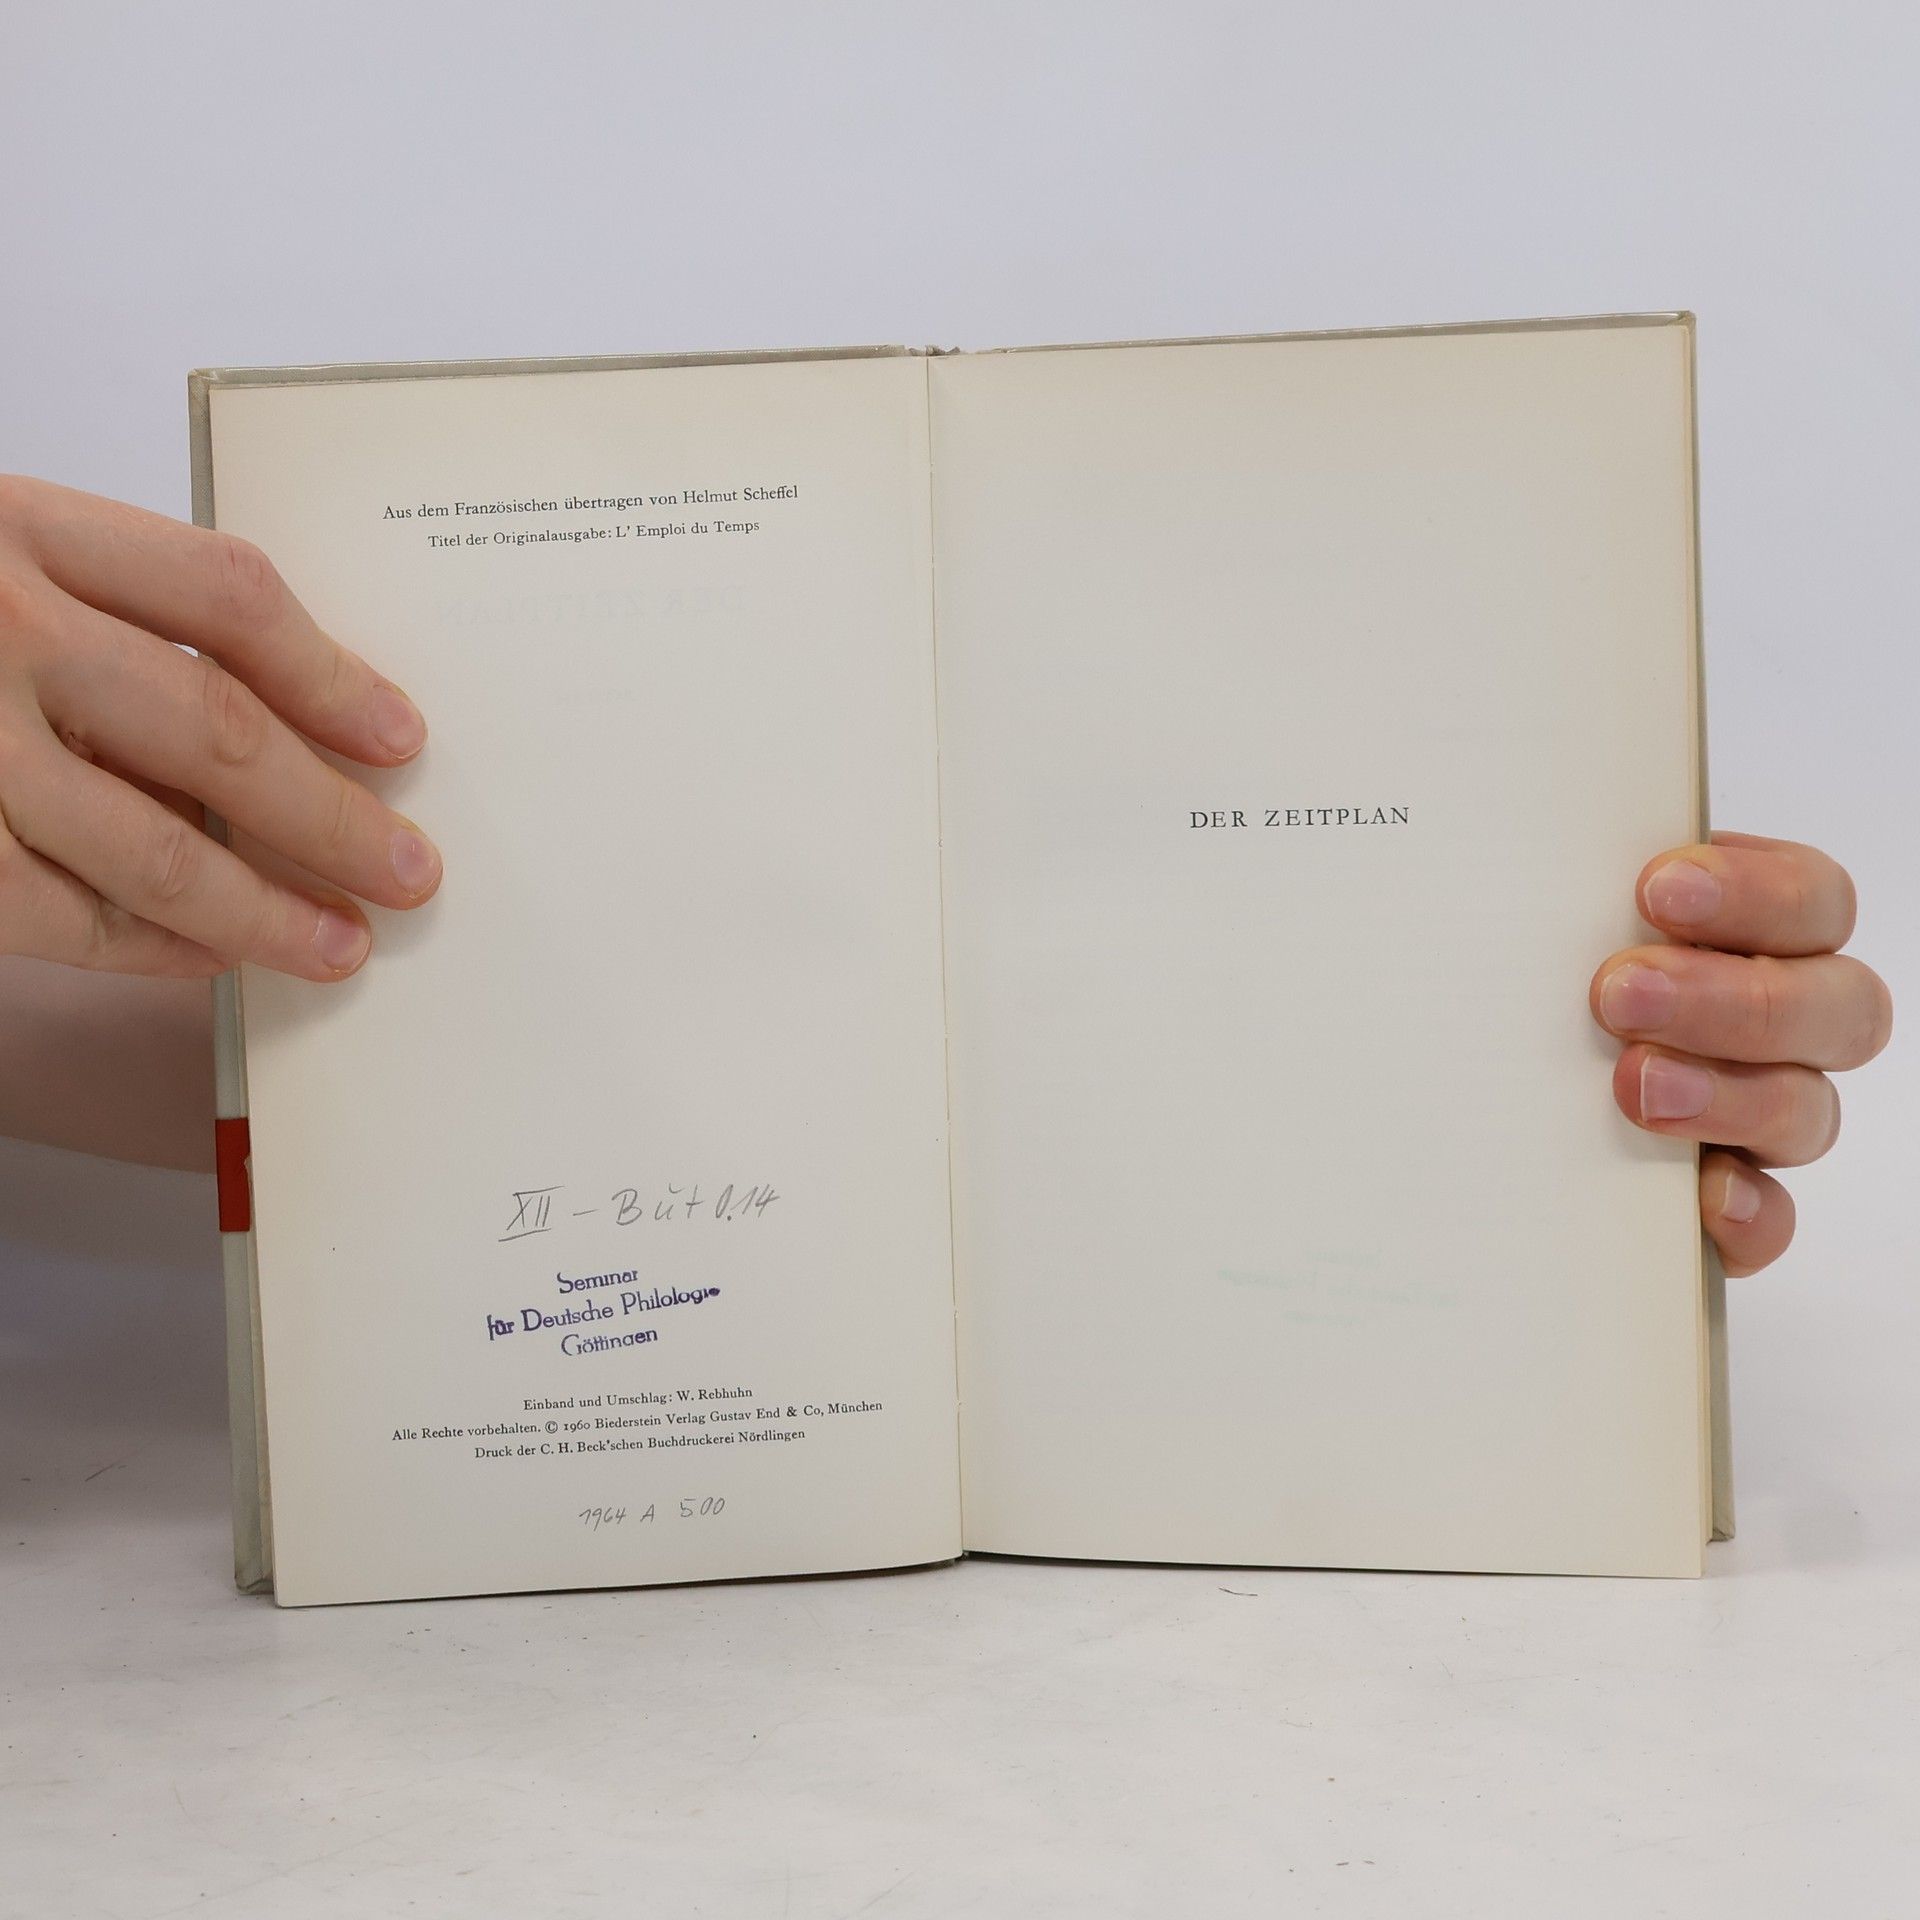 Aus dem Französischen übertragen von Helmut Scheffel
Titel der Originalausgabe: L' Emploi du Temps
XII – Büt 0.14
Seminar
für Deutsche Philologie
Göttingen
Einband und Umschlag: W. Rebhuhn
Alle Rechte vorbehalten. © 1960 Biederstein Verlag Gustav End & Co, München
Druck der C. H. Beck'schen Buchdruckerei Nördlingen
1964 A 500
DER ZEITPLAN